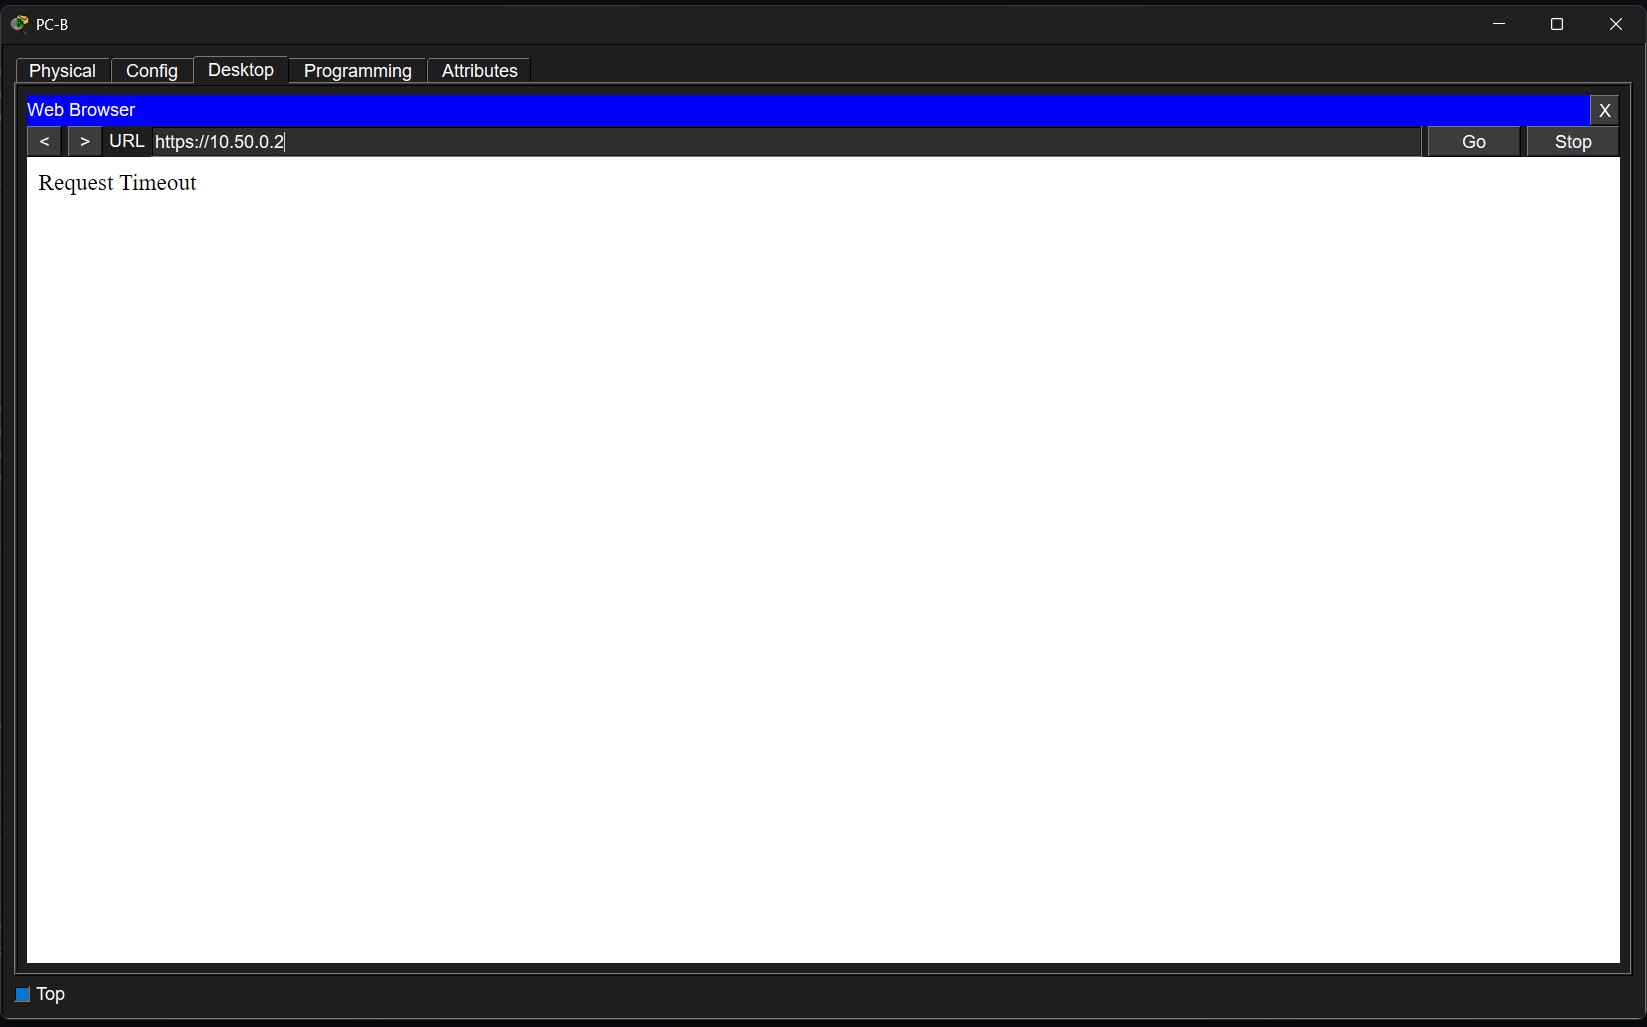 PC-B
Physical Config Desktop Programming Attributes
Web Browser X
< > URL https://10.50.0.2 Go Stop
Request Timeout
Top